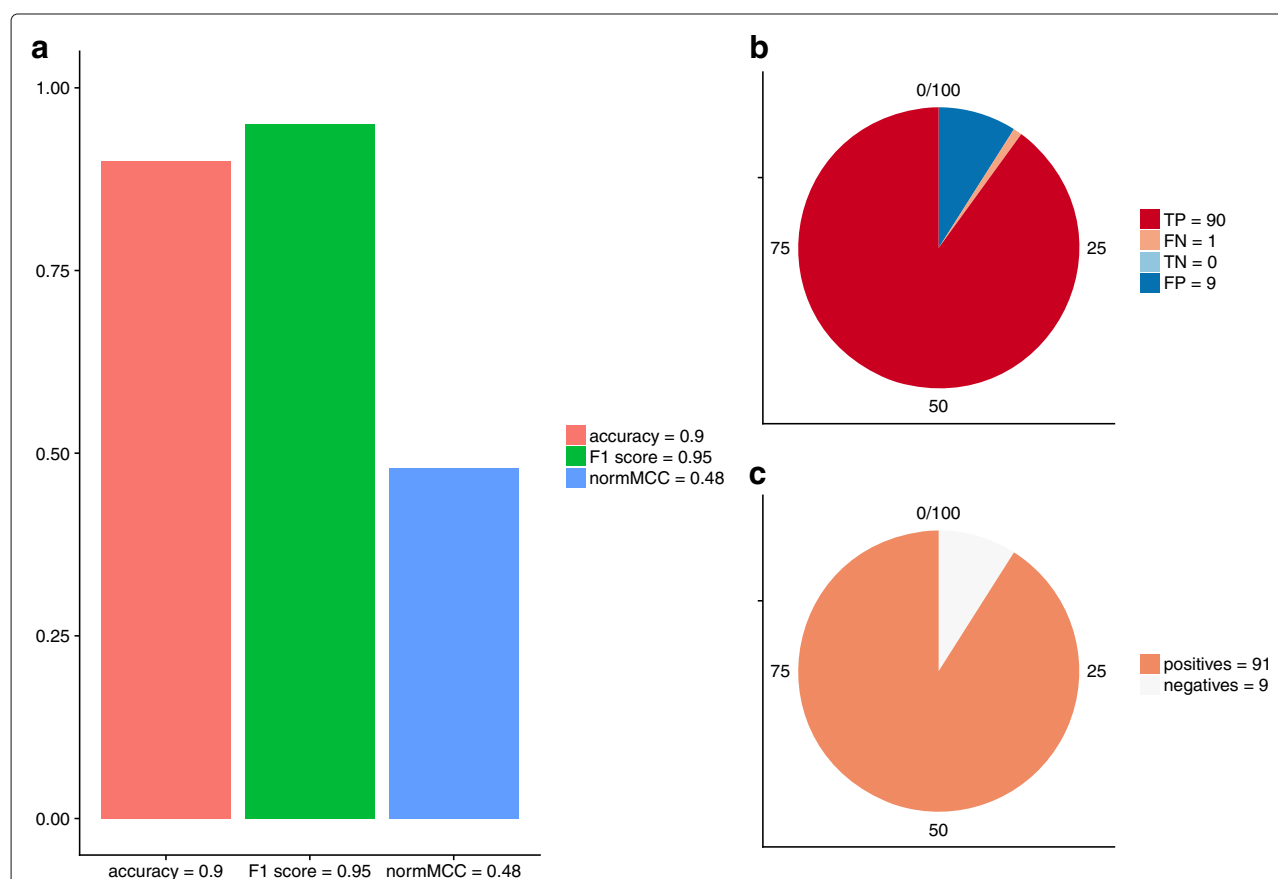 a
1.00
0.75
0.50
0.25
0.00
accuracy = 0.9
F1 score = 0.95
normMCC = 0.48
accuracy = 0.9
F1 score = 0.95
normMCC = 0.48
b
0/100
75
25
50
TP = 90
FN = 1
TN = 0
FP = 9
c
0/100
75
25
50
positives = 91
negatives = 9